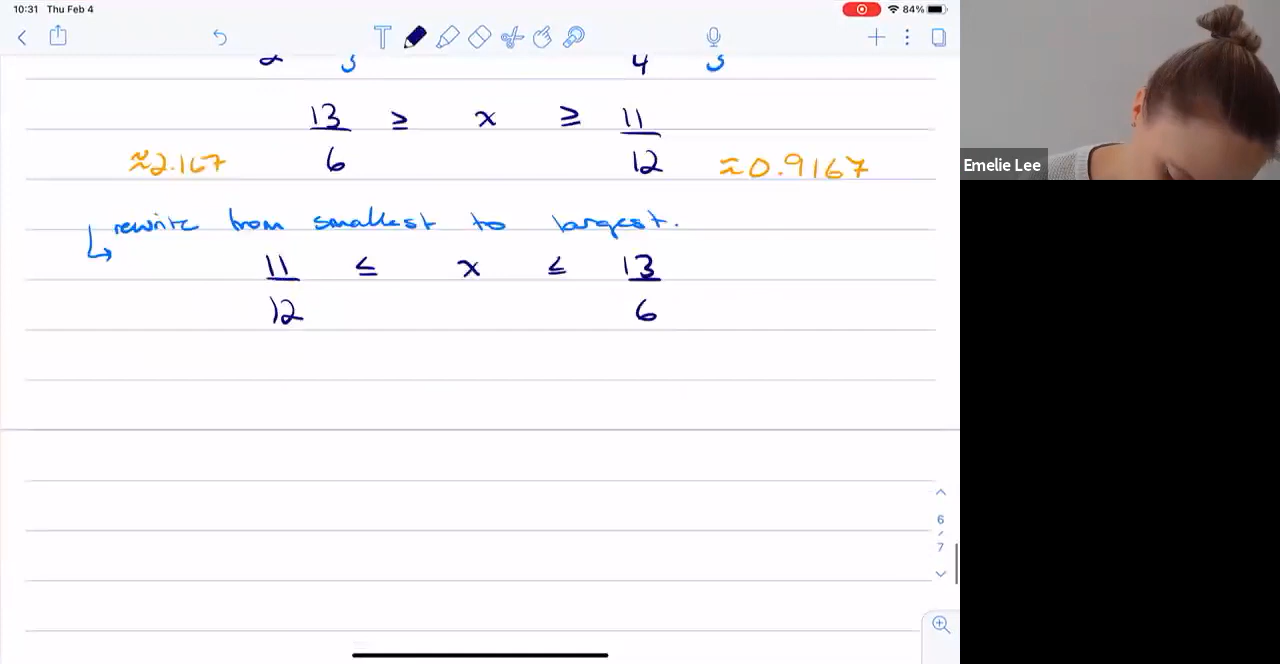 10:31 Thu Feb 4
84%
T
4
13 ≥ x ≥ 11
≈2.167 6 12 ≈0.9167
rewrite from smallest to largest.
11 ≤ x ≤ 13
12 6
6
7
Emelie Lee